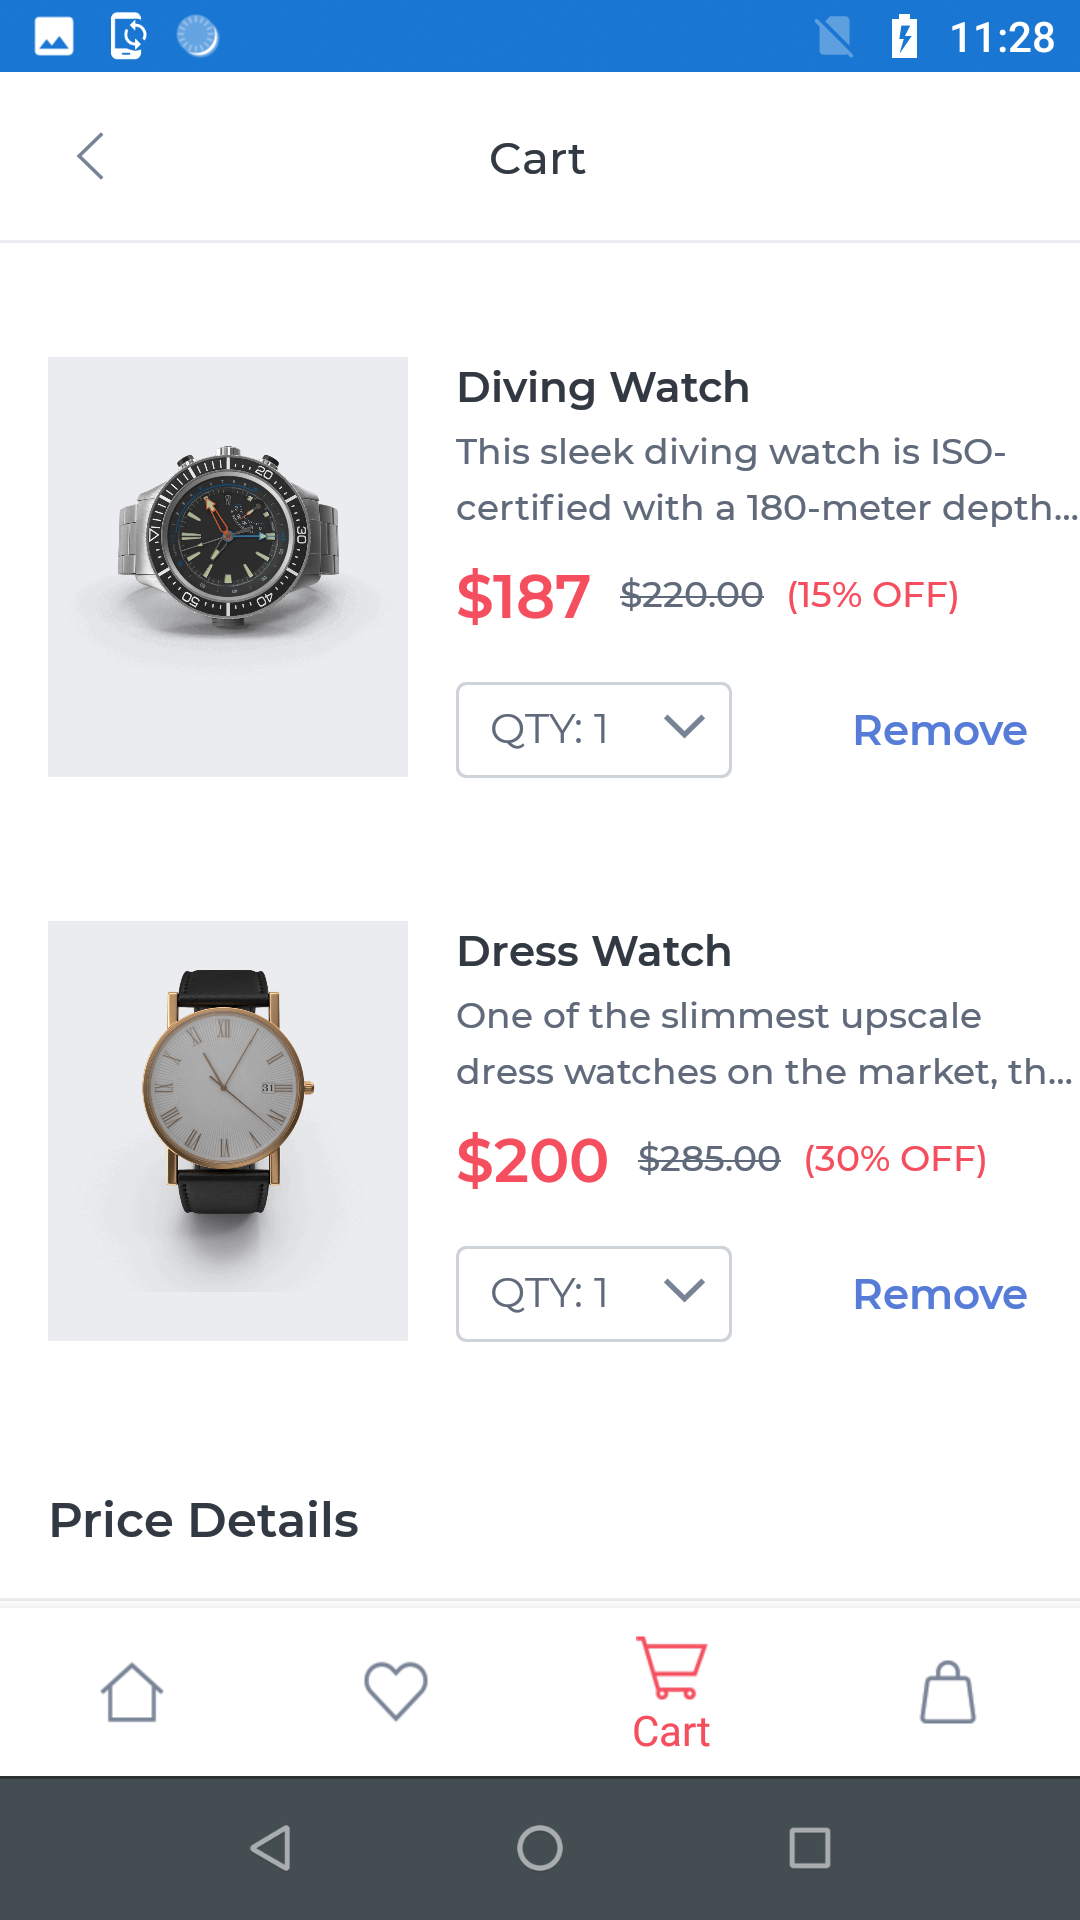 11:28
Cart
Diving Watch
This sleek diving watch is ISO-
certified with a 180-meter depth...
$187 $220.00 (15% OFF)
QTY: 1
Remove
Dress Watch
One of the slimmest upscale
dress watches on the market, th...
$200 $285.00 (30% OFF)
QTY: 1
Remove
Price Details
Cart